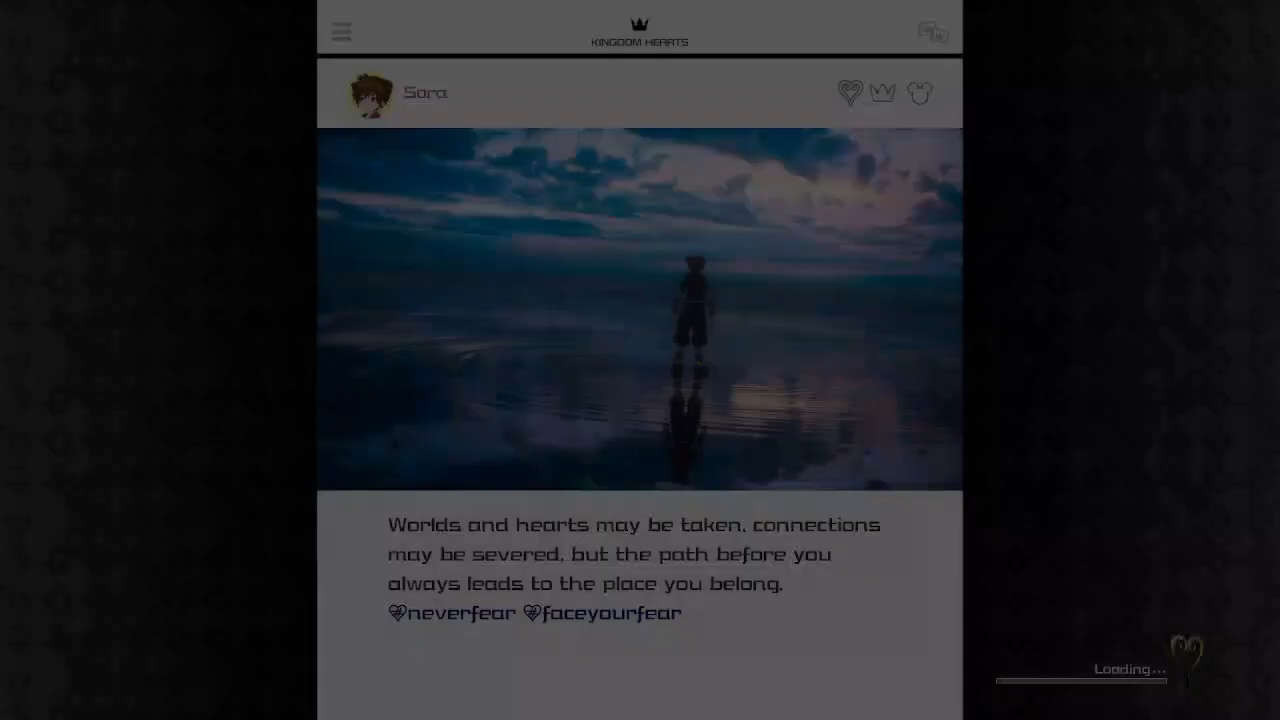 KINGDOM HEARTS
Sora
Worlds and hearts may be taken, connections
may be severed, but the path before you
always leads to the place you belong.
neverfear faceyourfear
Loading...